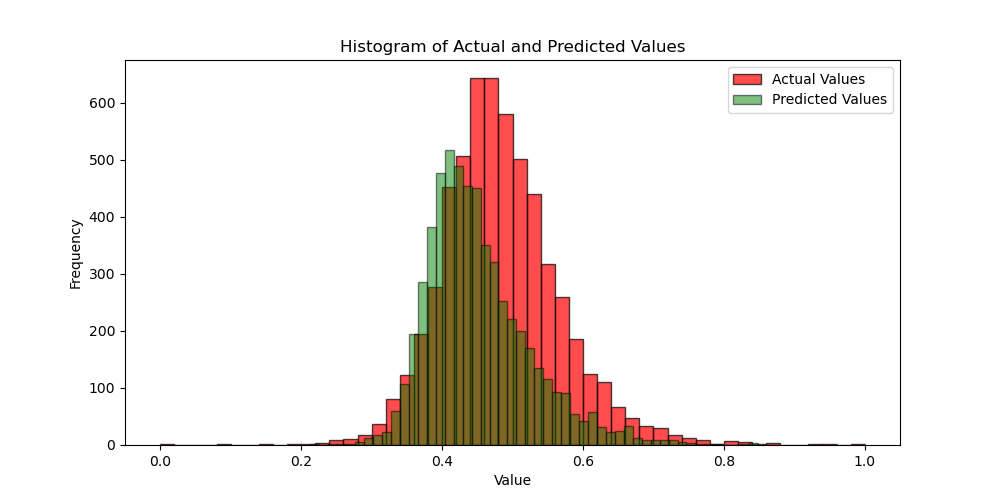 Histogram of Actual and Predicted Values
Actual Values
Predicted Values
600
500
400
300
200
100
0
Frequency
0.0 0.2 0.4 0.6 0.8 1.0
Value